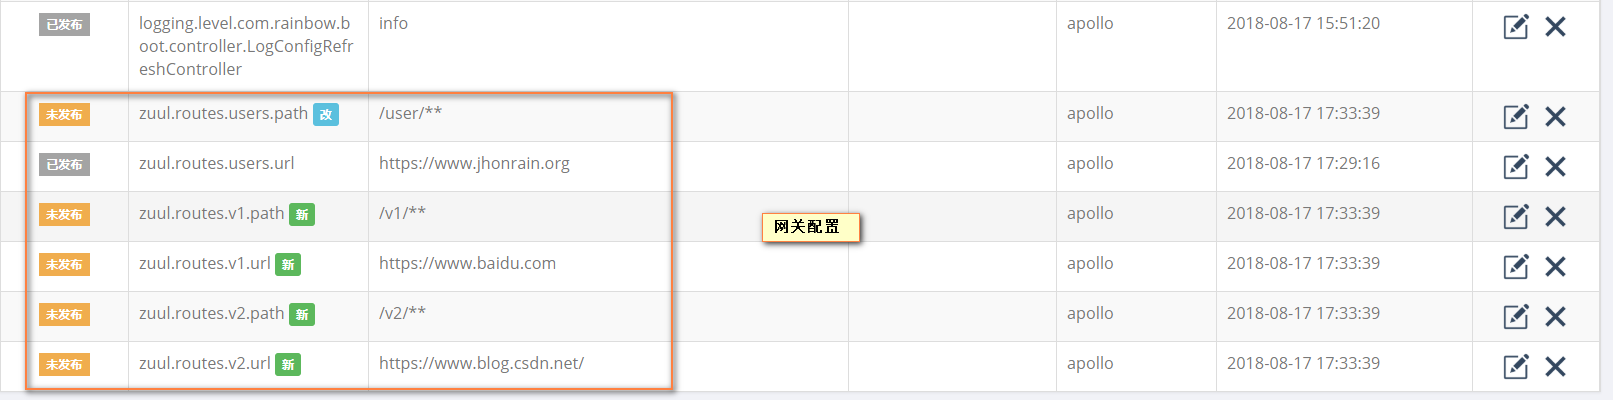 已发布 logging.level.com.rainbow.b info apollo 2018-08-17 15:51:20
oot.controller.LogConfigRefr
eshController
未发布 zuul.routes.users.path 改 /user/** apollo 2018-08-17 17:33:39
已发布 zuul.routes.users.url https://www.jhonrain.org apollo 2018-08-17 17:29:16
未发布 zuul.routes.v1.path 新 /v1/** apollo 2018-08-17 17:33:39
网关配置
未发布 zuul.routes.v1.url 新 https://www.baidu.com apollo 2018-08-17 17:33:39
未发布 zuul.routes.v2.path 新 /v2/** apollo 2018-08-17 17:33:39
未发布 zuul.routes.v2.url 新 https://www.blog.csdn.net/ apollo 2018-08-17 17:33:39